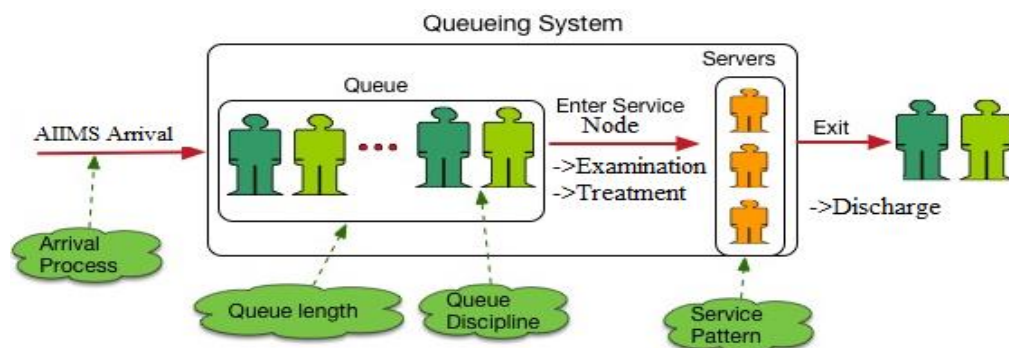 Queueing System
Servers
Queue
AIIMS Arrival
Enter Service
Node
->Examination
->Treatment
Exit
->Discharge
Arrival
Process
Queue length
Queue
Discipline
Service
Pattern